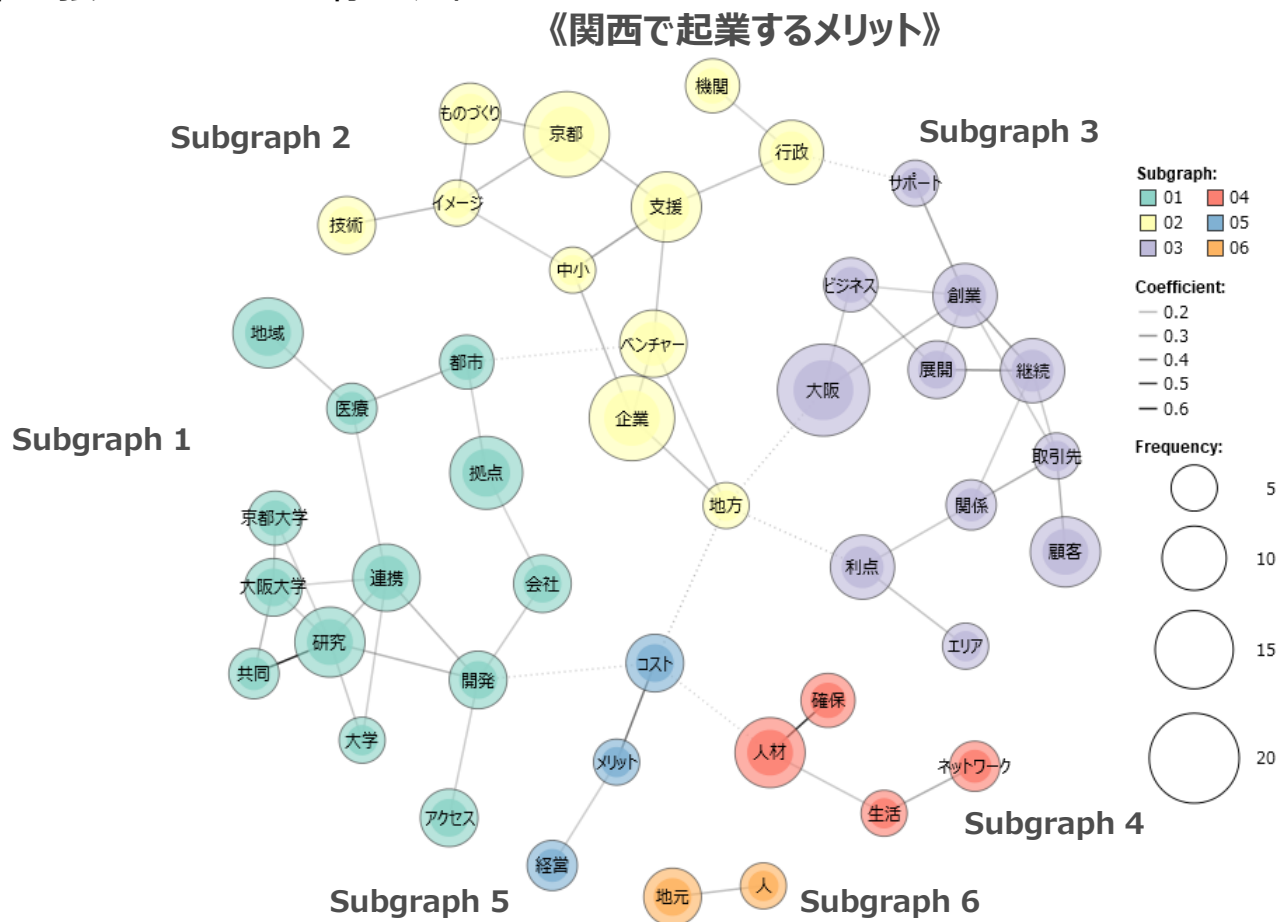 《関西で起業するメリット》
機関
ものづくり
京都
Subgraph 2
行政
Subgraph 3
サポート
イメージ
支援
技術
中小
ビジネス
創業
地域
都市
ベンチャー
医療
大阪
展開
継続
企業
Subgraph 1
拠点
取引先
地方
関係
京都大学
顧客
連携
利点
大阪大学
会社
研究
エリア
共同
開発
コスト
確保
大学
人材
メリット
ネットワーク
アクセス
生活
Subgraph 4
経営
人
地元
Subgraph 5
Subgraph 6
Subgraph:
01 04
02 05
03 06
Coefficient:
0.2
0.3
0.4
0.5
0.6
Frequency:
5
10
15
20